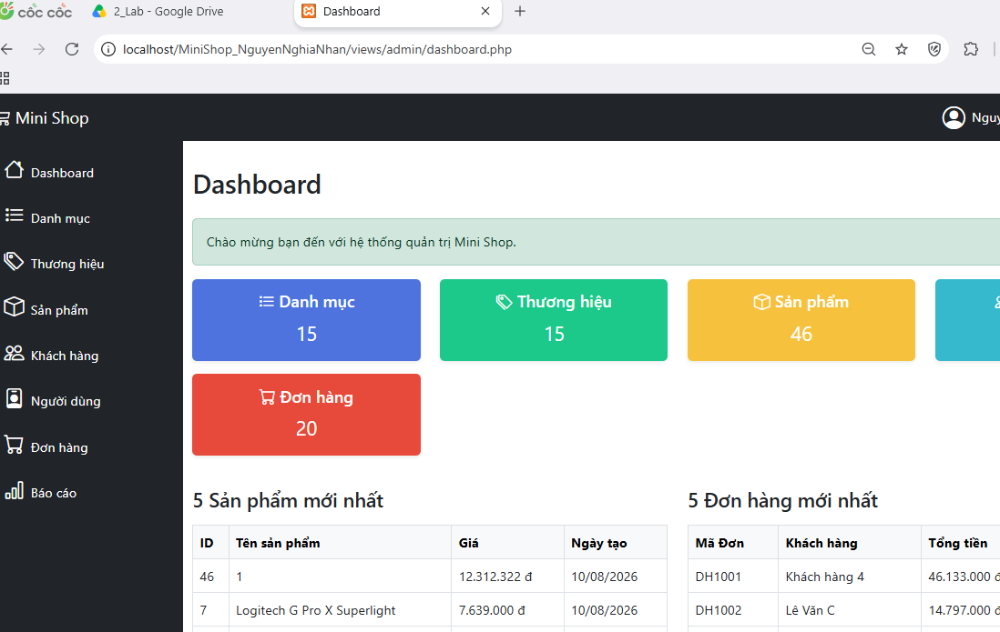 cốc cốc
2_Lab - Google Drive
Dashboard
localhost/MiniShop_NguyenNghiaNhan/views/admin/dashboard.php
Mini Shop
Dashboard
Danh mục
Thương hiệu
Sản phẩm
Khách hàng
Người dùng
Đơn hàng
Báo cáo
Dashboard
Chào mừng bạn đến với hệ thống quản trị Mini Shop.
Danh mục
15
Thương hiệu
15
Sản phẩm
46
Đơn hàng
20
5 Sản phẩm mới nhất
ID Tên sản phẩm Giá Ngày tạo
46 1 12.312.322 đ 10/08/2026
7 Logitech G Pro X Superlight 7.639.000 đ 10/08/2026
5 Đơn hàng mới nhất
Mã Đơn Khách hàng Tổng tiền
DH1001 Khách hàng 4 46.133.000 đ
DH1002 Lê Văn C 14.797.000 đ